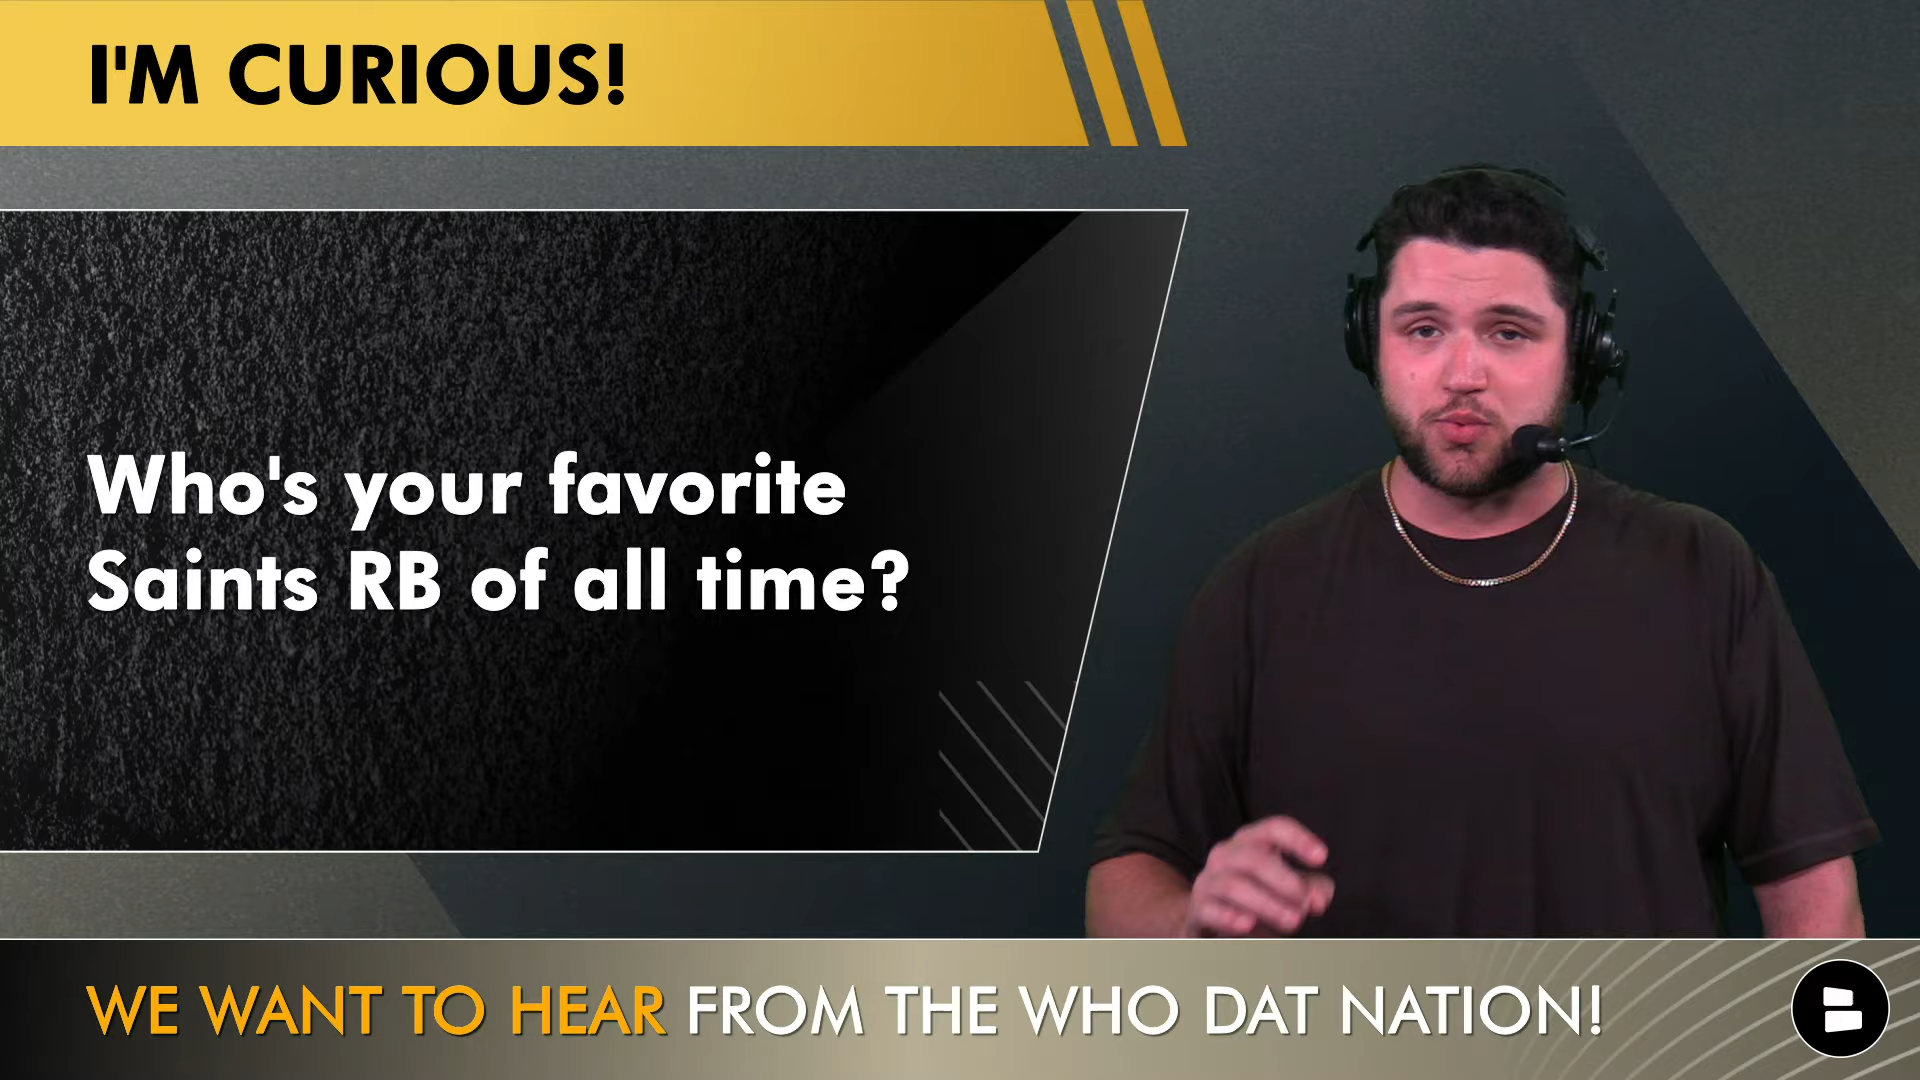 I'M CURIOUS!
Who's your favorite
Saints RB of all time?
WE WANT TO HEAR FROM THE WHO DAT NATION!